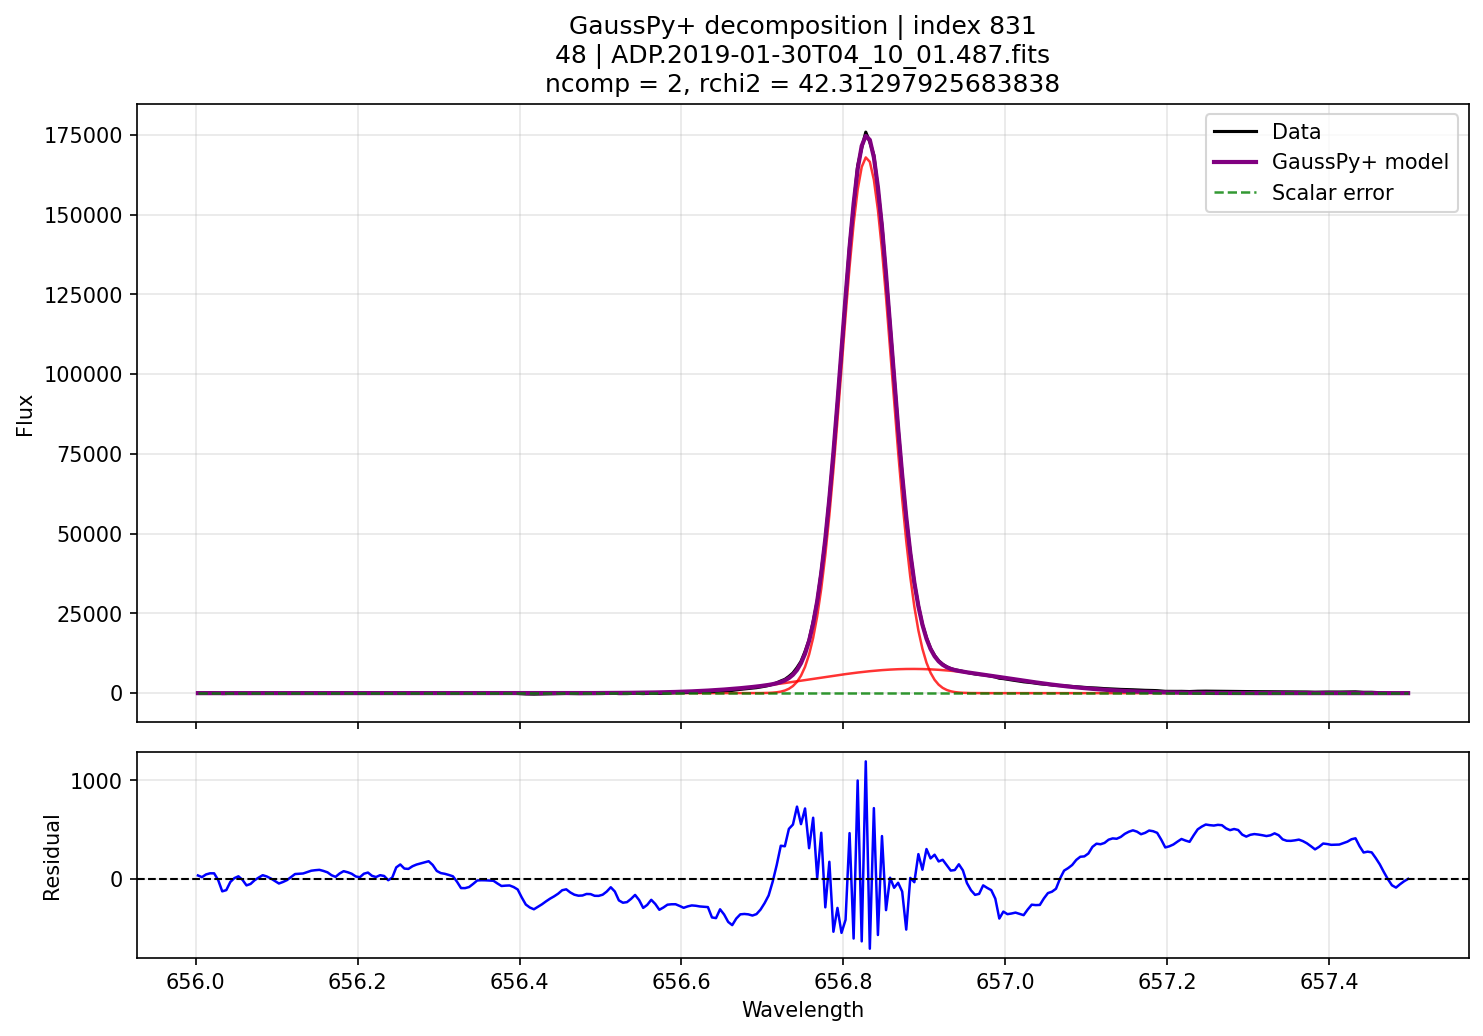 GaussPy+ decomposition | index 831
48 | ADP.2019-01-30T04_10_01.487.fits
ncomp = 2, rchi2 = 42.31297925683838
Data
GaussPy+ model
Scalar error
175000
150000
125000
100000
75000
50000
25000
0
Flux
1000
0
Residual
656.0 656.2 656.4 656.6 656.8 657.0 657.2 657.4
Wavelength